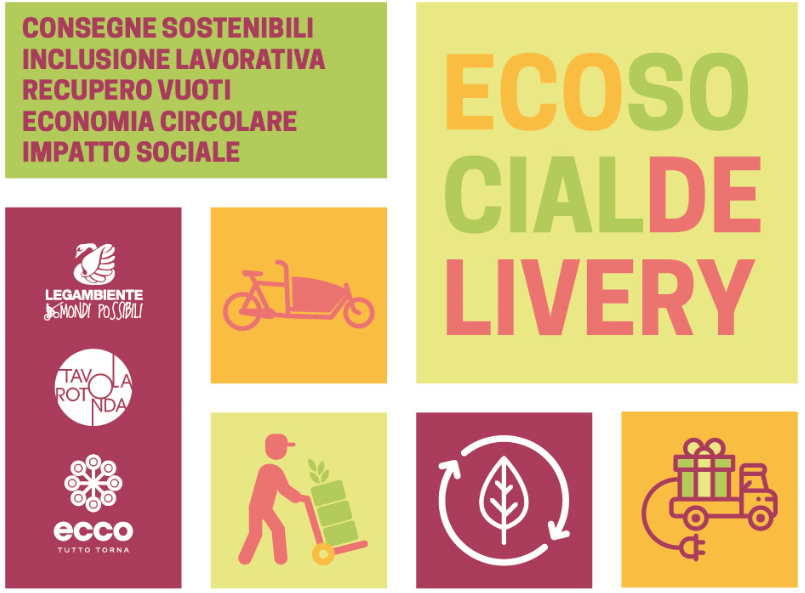 CONSEGNE SOSTENIBILI
INCLUSIONE LAVORATIVA
RECUPERO VUOTI
ECONOMIA CIRCOLARE
IMPATTO SOCIALE
ECOSO
CIALDE
LIVERY
LEGAMBIENTE
MONDI POSSIBILI
TAVOLA
ROTONDA
ecco
TUTTO TORNA